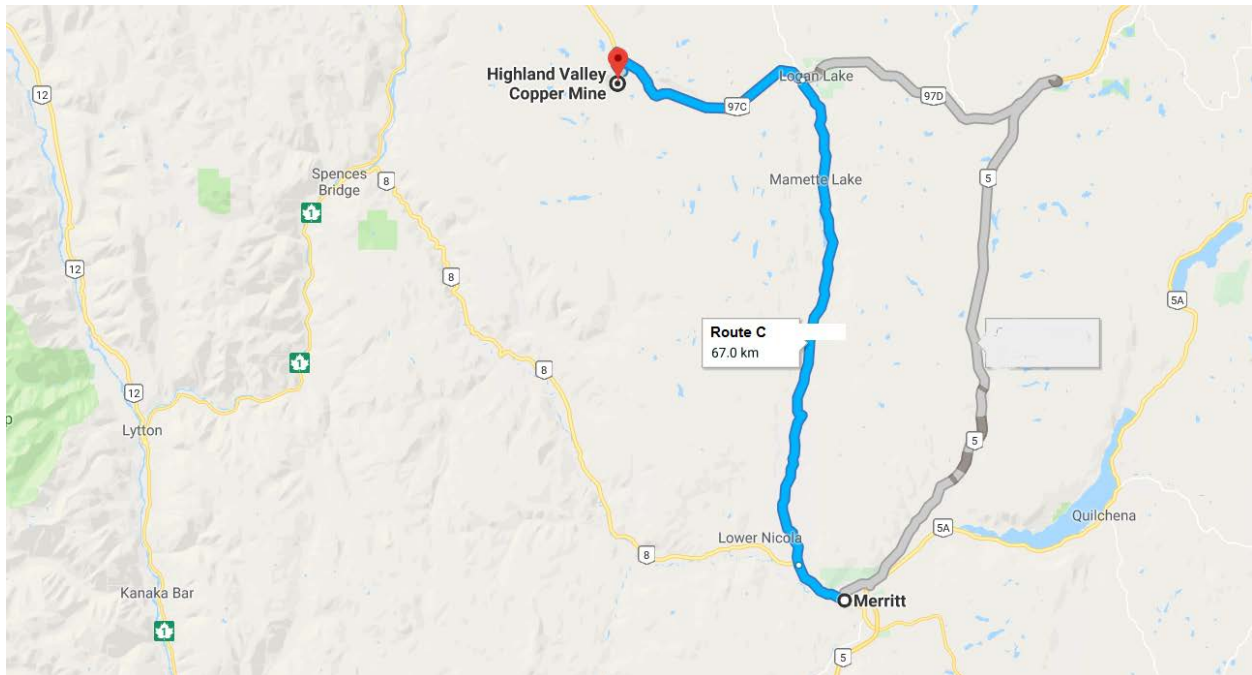 12
Highland Valley
Copper Mine
Logan Lake
97C
97D
Spences
Bridge
8
Mamette Lake
5
1
12
8
5A
Route C
67.0 km
1
8
12
Lytton
5
Quilchena
Lower Nicola
5A
8
Kanaka Bar
Merritt
1
5
p